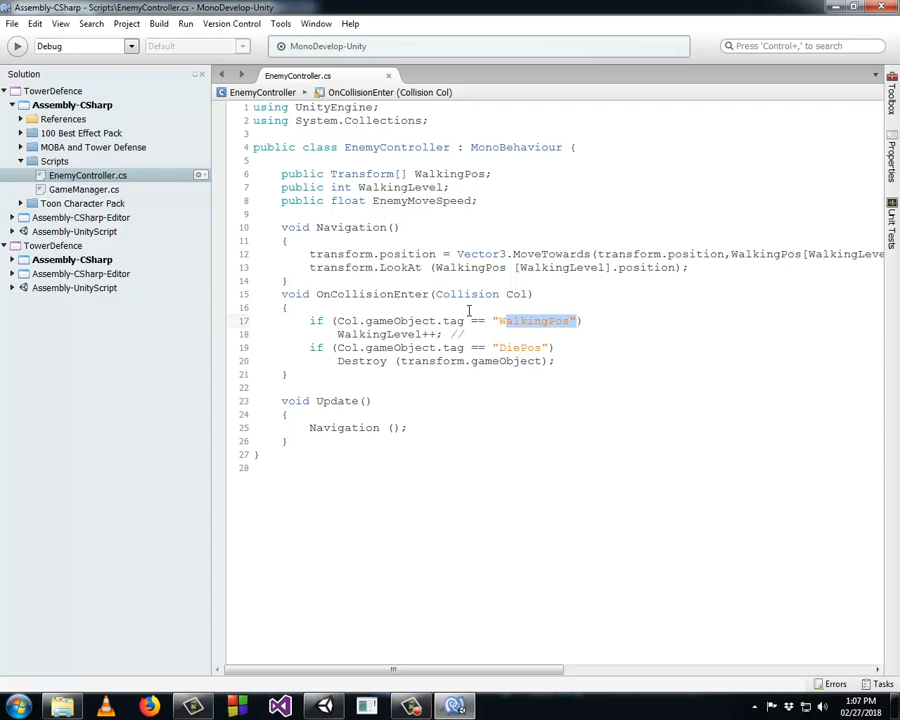 Assembly-CSharp - Scripts\EnemyController.cs - MonoDevelop-Unity
File Edit View Search Project Build Run Version Control Tools Window Help
Debug Default MonoDevelop-Unity Press 'Control+,' to search
Solution
TowerDefence
Assembly-CSharp
References
100 Best Effect Pack
MOBA and Tower Defense
Scripts
EnemyController.cs
GameManager.cs
Toon Character Pack
Assembly-CSharp-Editor
Assembly-UnityScript
TowerDefence
Assembly-CSharp
Assembly-CSharp-Editor
Assembly-UnityScript
EnemyController.cs
EnemyController OnCollisionEnter (Collision Col)
1 using UnityEngine;
2 using System.Collections;
3
4 public class EnemyController : MonoBehaviour {
5
6 public Transform[] WalkingPos;
7 public int WalkingLevel;
8 public float EnemyMoveSpeed;
9
10 void Navigation()
11 {
12 transform.position = Vector3.MoveTowards(transform.position,WalkingPos[WalkingLeve
13 transform.LookAt (WalkingPos [WalkingLevel].position);
14 }
15 void OnCollisionEnter(Collision Col)
16 {
17 if (Col.gameObject.tag == "WalkingPos")
18 WalkingLevel++; //
19 if (Col.gameObject.tag == "DiePos")
20 Destroy (transform.gameObject);
21 }
22
23 void Update()
24 {
25 Navigation ();
26 }
27 }
28
Toolbox
Properties
Unit Tests
Errors Tasks
1:07 PM
02/27/2018